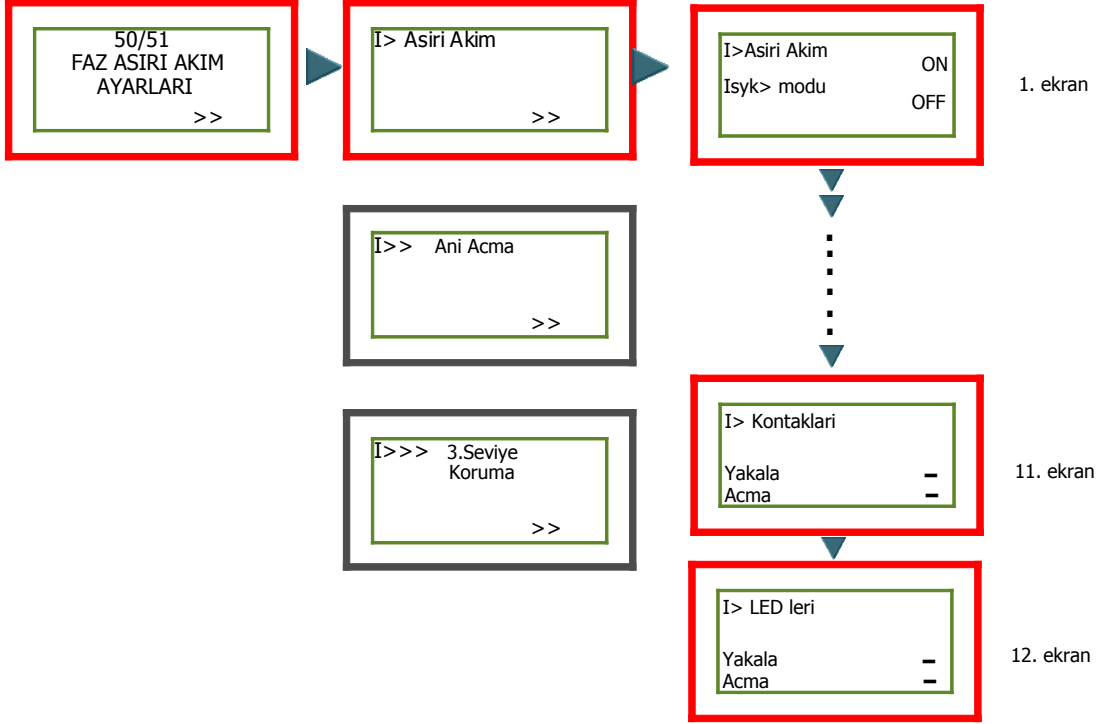 50/51
FAZ ASIRI AKIM
AYARLARI
>>
I> Asiri Akim
>>
I>Asiri Akim
ON
Isyk> modu
OFF
1. ekran
I>> Ani Acma
>>
I>>> 3.Seviye
Koruma
>>
I> Kontaklari
Yakala –
Acma –
11. ekran
I> LED leri
Yakala –
Acma –
12. ekran